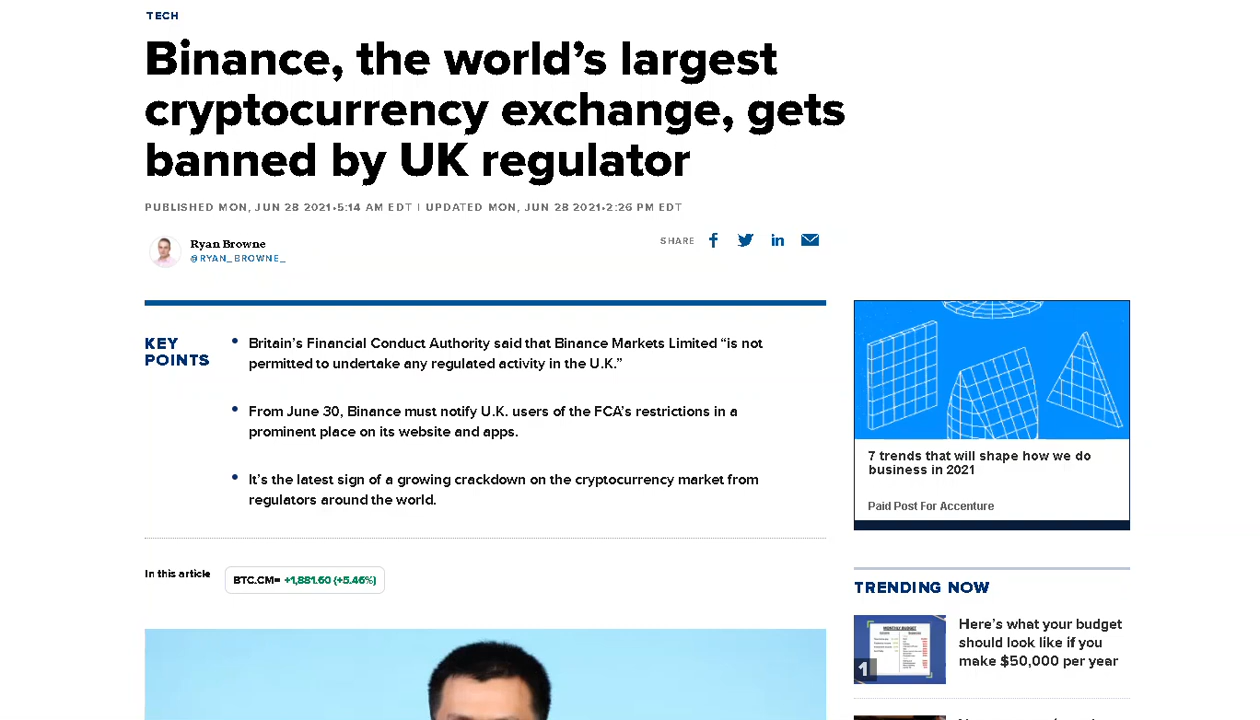 TECH
Binance, the world’s largest
cryptocurrency exchange, gets
banned by UK regulator
PUBLISHED MON, JUN 28 2021•5:14 AM EDT | UPDATED MON, JUN 28 2021•2:26 PM EDT
Ryan Browne
@RYAN_BROWNE_
SHARE
KEY
POINTS
Britain’s Financial Conduct Authority said that Binance Markets Limited “is not
permitted to undertake any regulated activity in the U.K.”
From June 30, Binance must notify U.K. users of the FCA’s restrictions in a
prominent place on its website and apps.
It’s the latest sign of a growing crackdown on the cryptocurrency market from
regulators around the world.
In this article
BTC.CM= +1,881.60 (+5.46%)
7 trends that will shape how we do
business in 2021
Paid Post For Accenture
TRENDING NOW
MONTHLY BUDGET
1
Here’s what your budget
should look like if you
make $50,000 per year